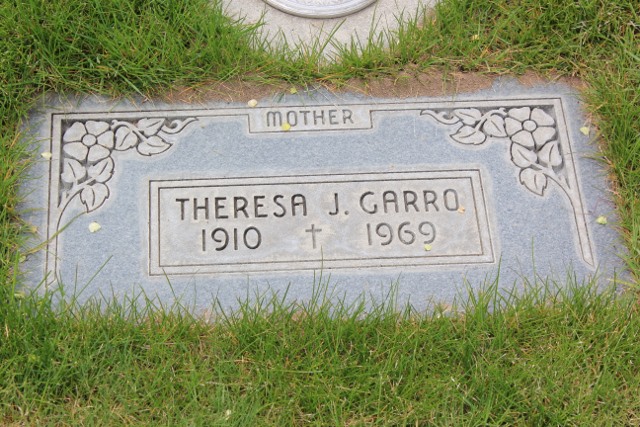 MOTHER
THERESA J. GARRO
1910 † 1969